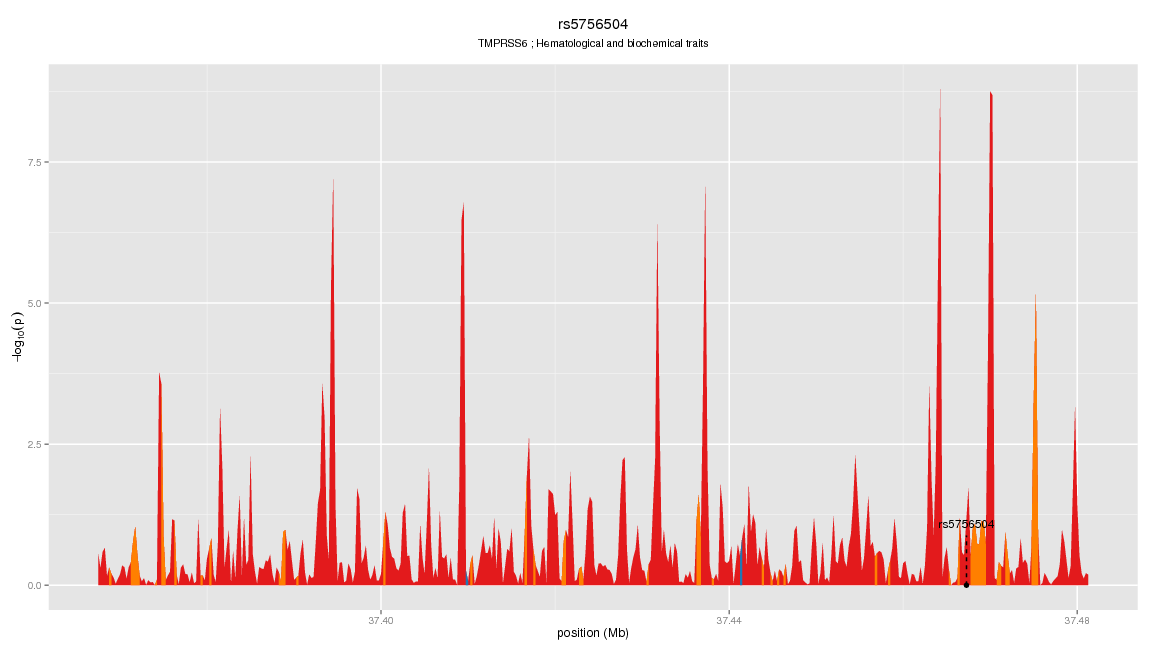 rs5756504
TMPRSS6 ; Hematological and biochemical traits
7.5
5.0
2.5
0.0
−log10(p)
rs5756504
37.40
37.44
37.48
position (Mb)